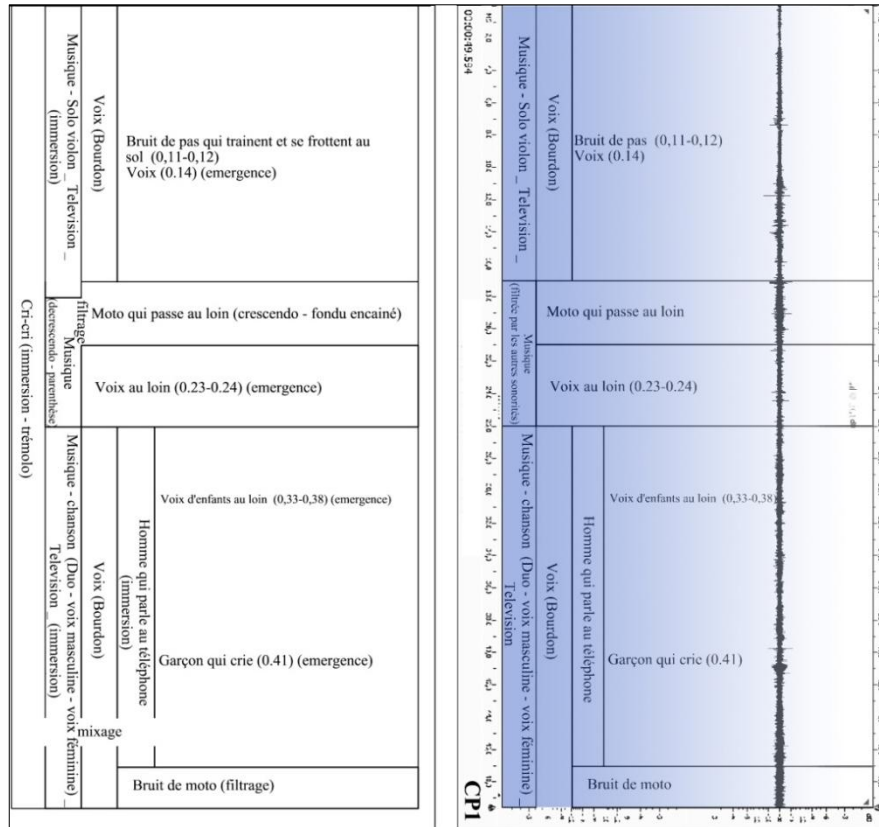 Musique - Solo violon _ Television _
(immersion)
Voix (Bourdon)
Bruit de pas qui trainent et se frottent au
sol (0,11-0,12)
Voix (0.14) (emergence)
Cri-cri (immersion - trémolo)
filtrage
Musique
(decrescendo - parenthèse)
Moto qui passe au loin (crescendo - fondu encainé)
Voix au loin (0.23-0.24) (emergence)
Musique - chanson (Duo - voix masculine - voix féminine) _
Television _ (immersion)
Voix (Bourdon)
Homme qui parle au téléphone
(immersion)
Voix d'enfants au loin (0,33-0,38) (emergence)
Garçon qui crie (0.41) (emergence)
mixage
Bruit de moto (filtrage)
00:00:49.594
Musique - Solo violon _ Television _
Voix (Bourdon)
Bruit de pas (0,11-0,12)
Voix (0.14)
Musique
(filtrée par les autres sonorités)
Moto qui passe au loin
Voix au loin (0.23-0.24)
Musique - chanson (Duo - voix masculine - voix féminine) _
Television
Voix (Bourdon)
Homme qui parle au téléphone
Voix d'enfants au loin (0,33-0,38)
Garçon qui crie (0.41)
Bruit de moto
CP1